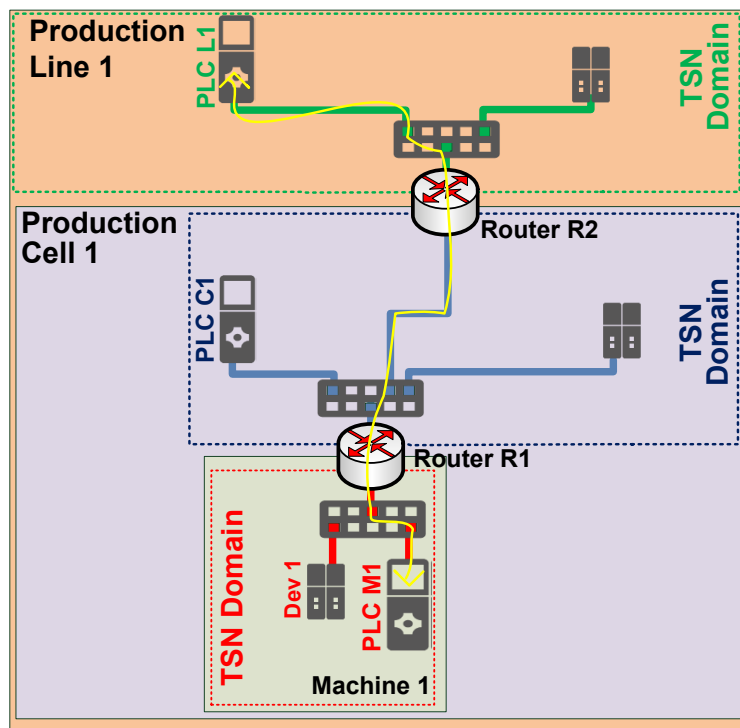 Production
Line 1
PLC L1
TSN
Domain
Router R2
Production
Cell 1
PLC C1
TSN
Domain
Router R1
TSN Domain
Dev 1
PLC M1
Machine 1